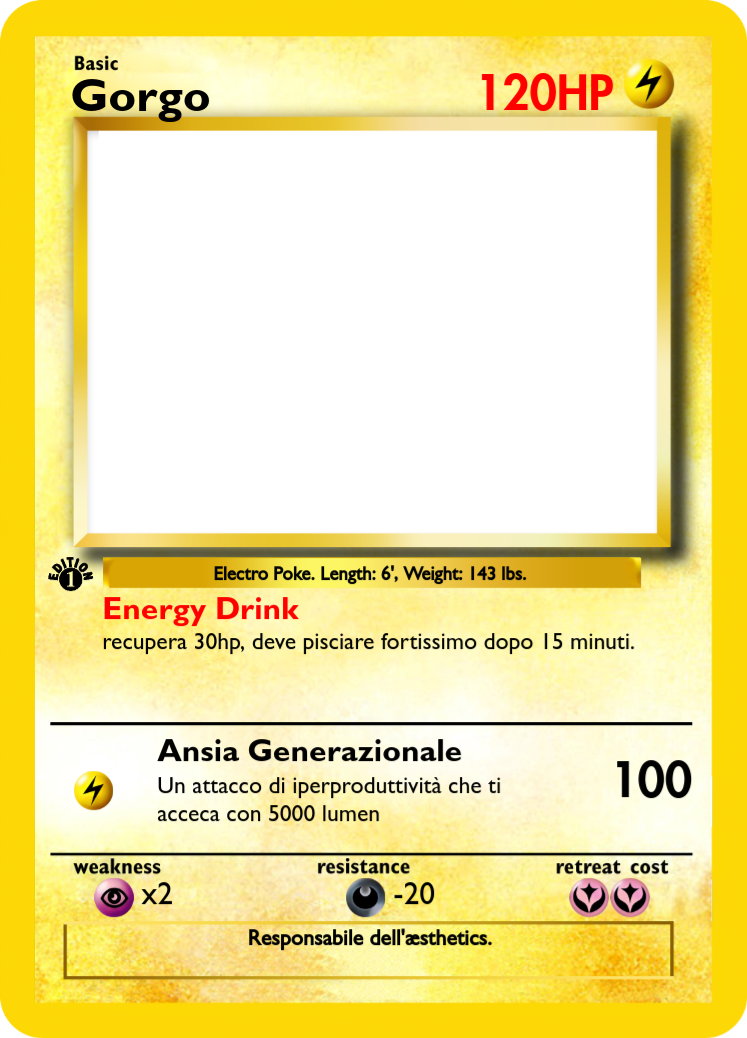 Basic
Gorgo
120HP
EDITION
1
Electro Poke. Length: 6', Weight: 143 lbs.
Energy Drink
recupera 30hp, deve pisciare fortissimo dopo 15 minuti.
Ansia Generazionale
Un attacco di iperproduttività che ti
acceca con 5000 lumen
100
weakness resistance retreat cost
x2 -20
Responsabile dell'æsthetics.